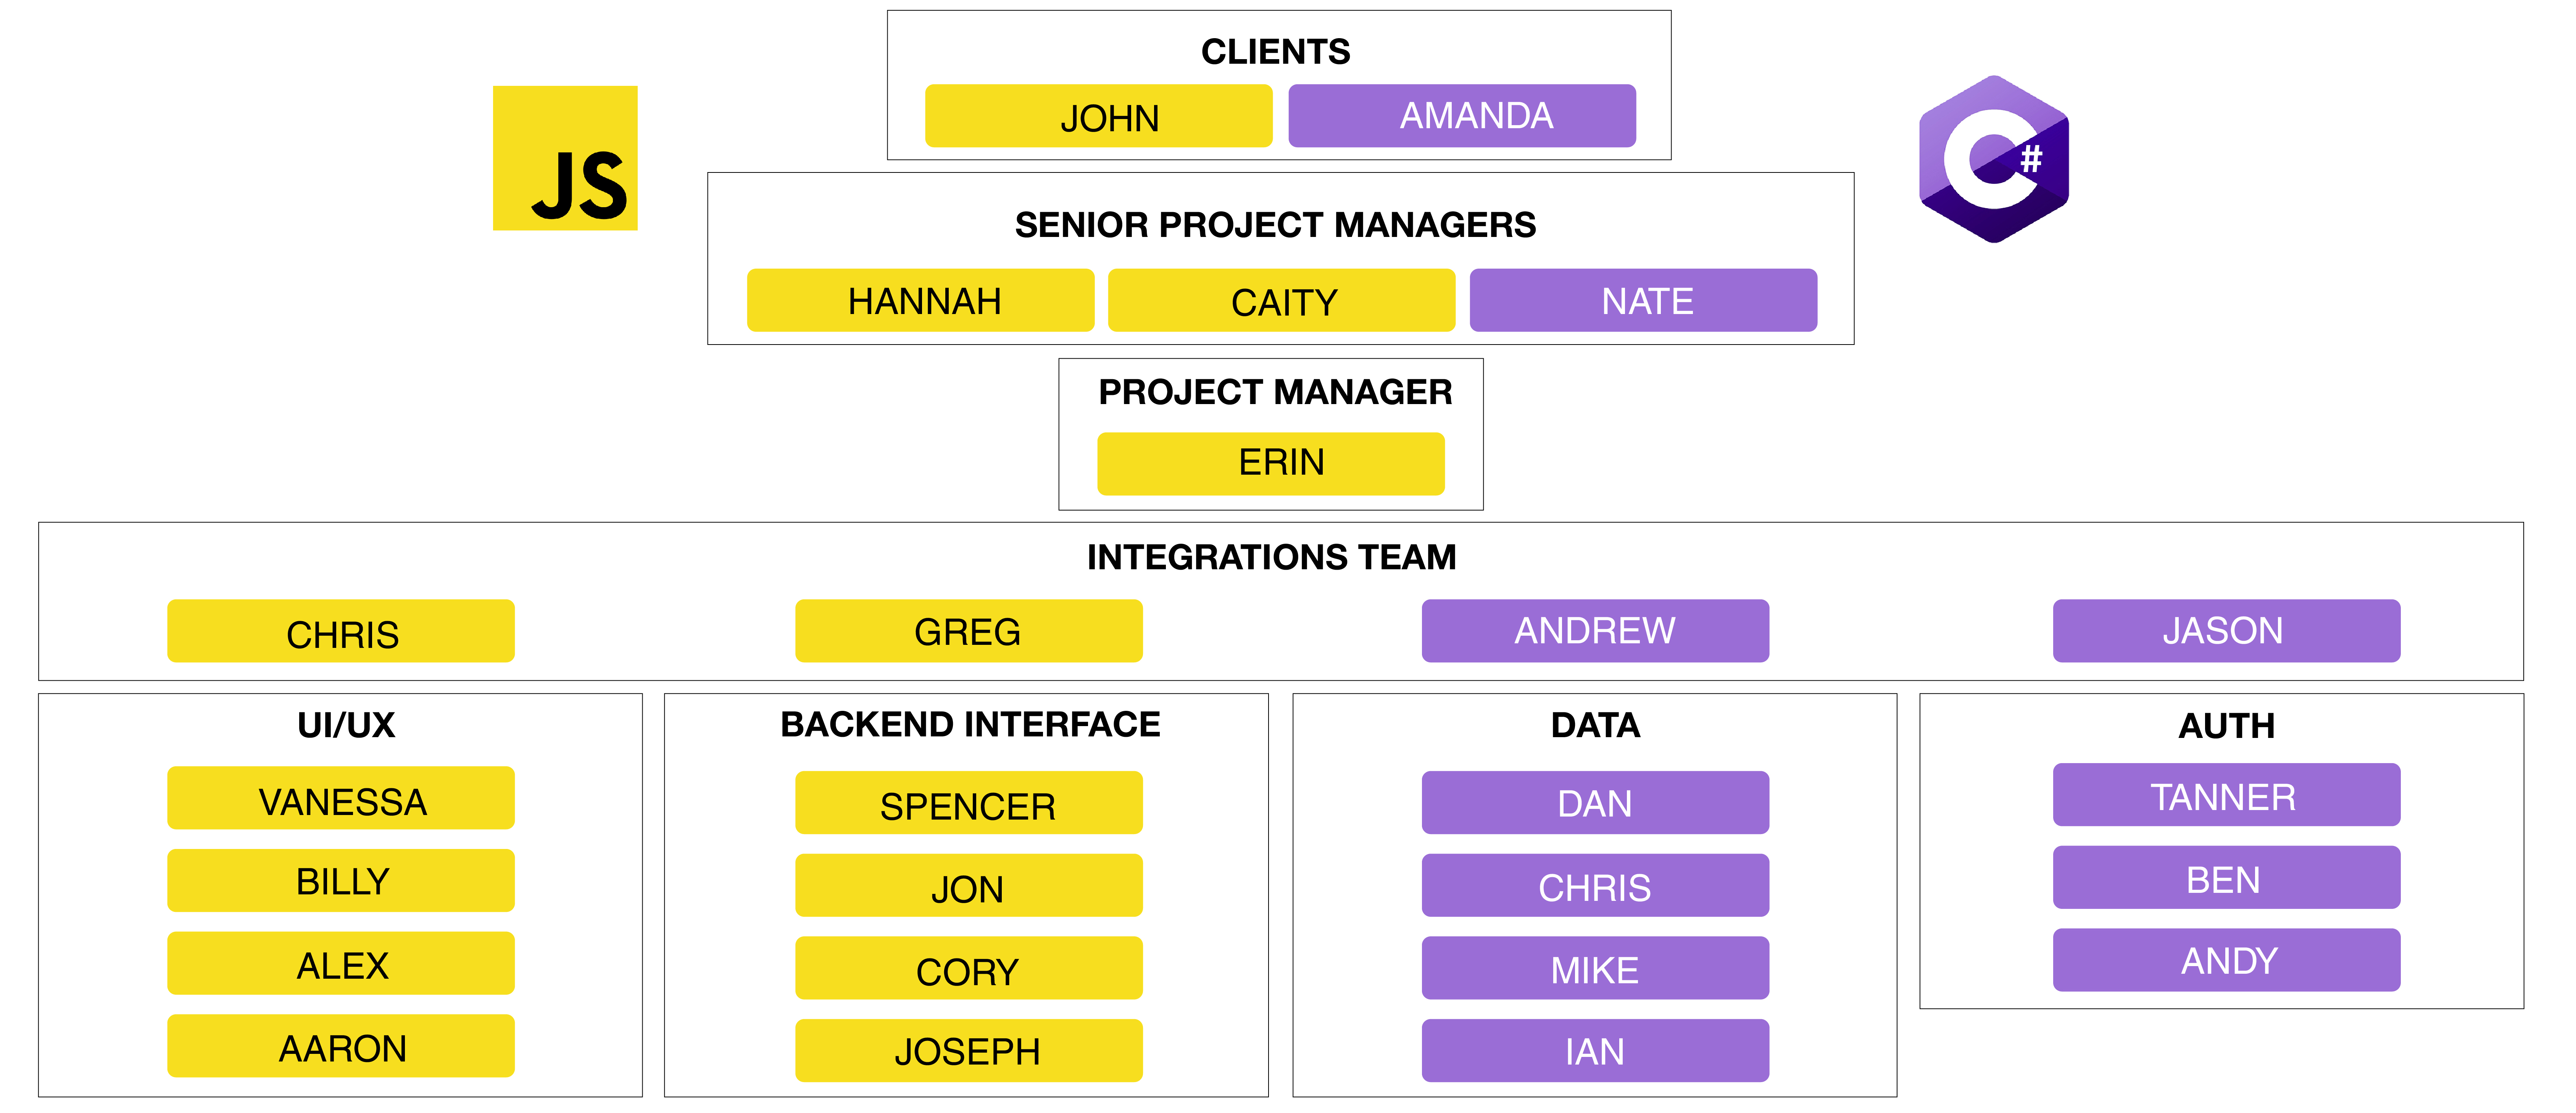 CLIENTS
JOHN
AMANDA
JS
C#
SENIOR PROJECT MANAGERS
HANNAH
CAITY
NATE
PROJECT MANAGER
ERIN
INTEGRATIONS TEAM
CHRIS
GREG
ANDREW
JASON
UI/UX
VANESSA
BILLY
ALEX
AARON
BACKEND INTERFACE
SPENCER
JON
CORY
JOSEPH
DATA
DAN
CHRIS
MIKE
IAN
AUTH
TANNER
BEN
ANDY